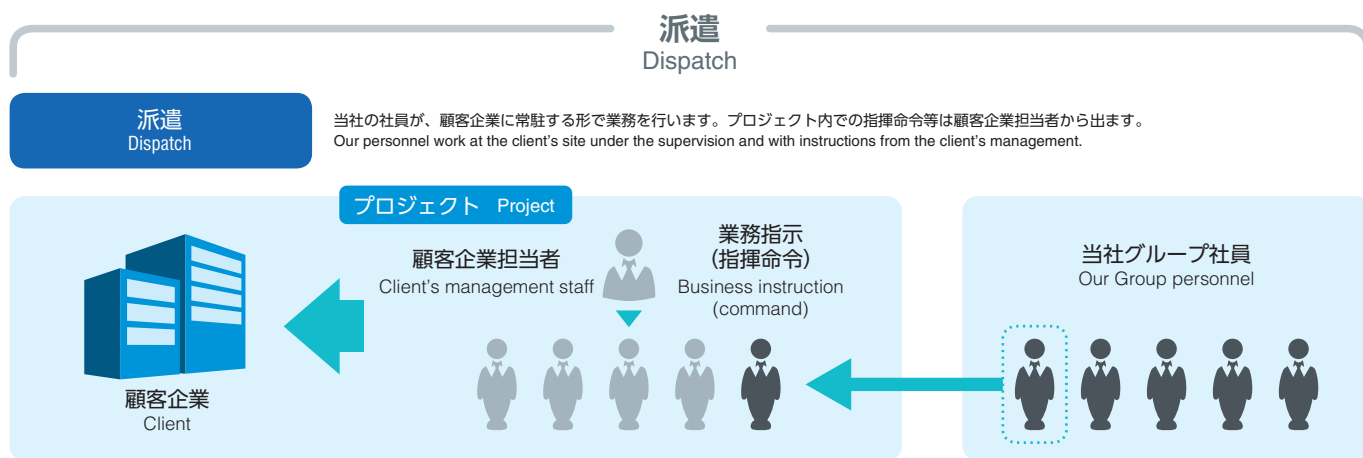 派遣
Dispatch
派遣
Dispatch
当社の社員が、顧客企業に常駐する形で業務を行います。プロジェクト内での指揮命令等は顧客企業担当者から出ます。
Our personnel work at the client's site under the supervision and with instructions from the client's management.
プロジェクト Project
顧客企業担当者
Client's management staff
業務指示
(指揮命令)
Business instruction
(command)
顧客企業
Client
当社グループ社員
Our Group personnel